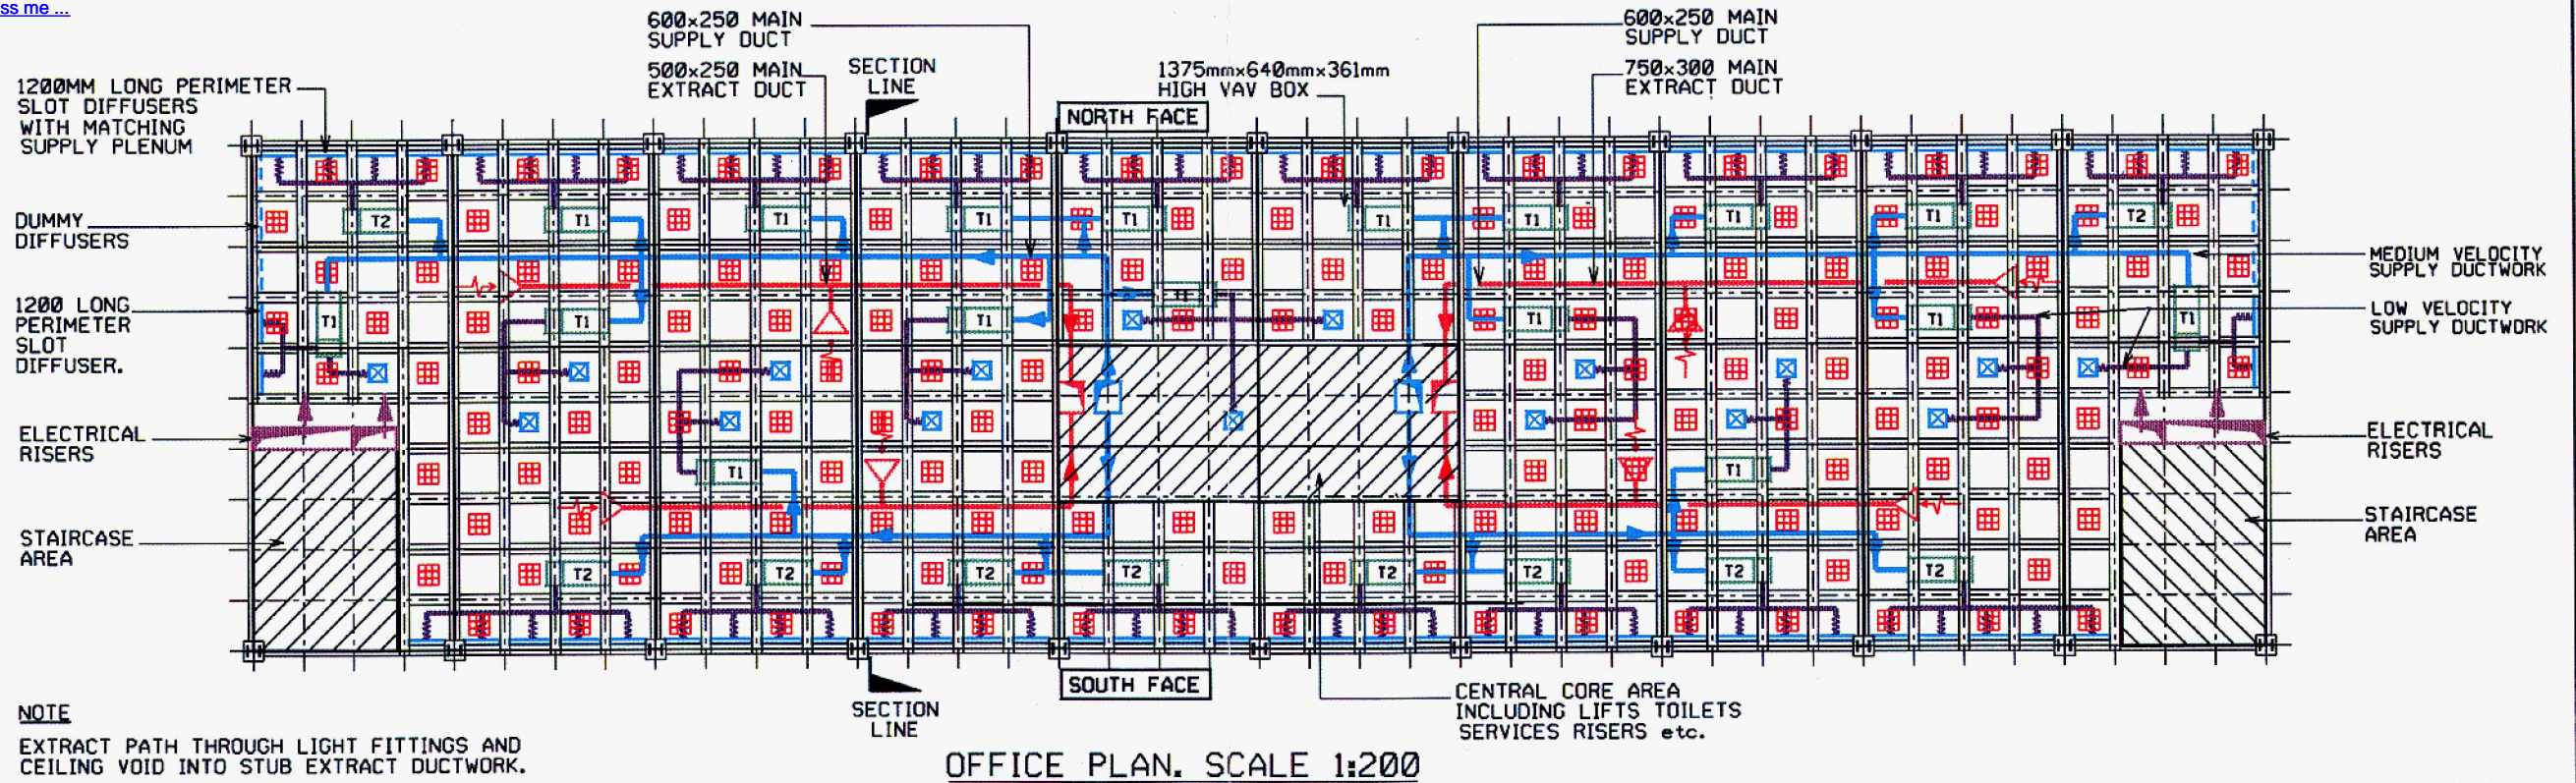 ss me ...
600x250 MAIN
SUPPLY DUCT
500x250 MAIN
EXTRACT DUCT
SECTION
LINE
1375mmx640mmx361mm
HIGH VAV BOX
600x250 MAIN
SUPPLY DUCT
750x300 MAIN
EXTRACT DUCT
1200MM LONG PERIMETER
SLOT DIFFUSERS
WITH MATCHING
SUPPLY PLENUM
NORTH FACE
T2 T1 T1 T1 T1 T1 T1 T1 T1 T2
DUMMY
DIFFUSERS
MEDIUM VELOCITY
SUPPLY DUCTWORK
1200 LONG
PERIMETER
SLOT
DIFFUSER.
T1 T1 T1 T1 T1 T1
LOW VELOCITY
SUPPLY DUCTWORK
ELECTRICAL
RISERS
ELECTRICAL
RISERS
T1 T1
STAIRCASE
AREA
STAIRCASE
AREA
T2 T2 T2 T2 T2 T2 T2 T2
SOUTH FACE
SECTION
LINE
CENTRAL CORE AREA
INCLUDING LIFTS TOILETS
SERVICES RISERS etc.
NOTE
EXTRACT PATH THROUGH LIGHT FITTINGS AND
CEILING VOID INTO STUB EXTRACT DUCTWORK.
OFFICE PLAN. SCALE 1:200